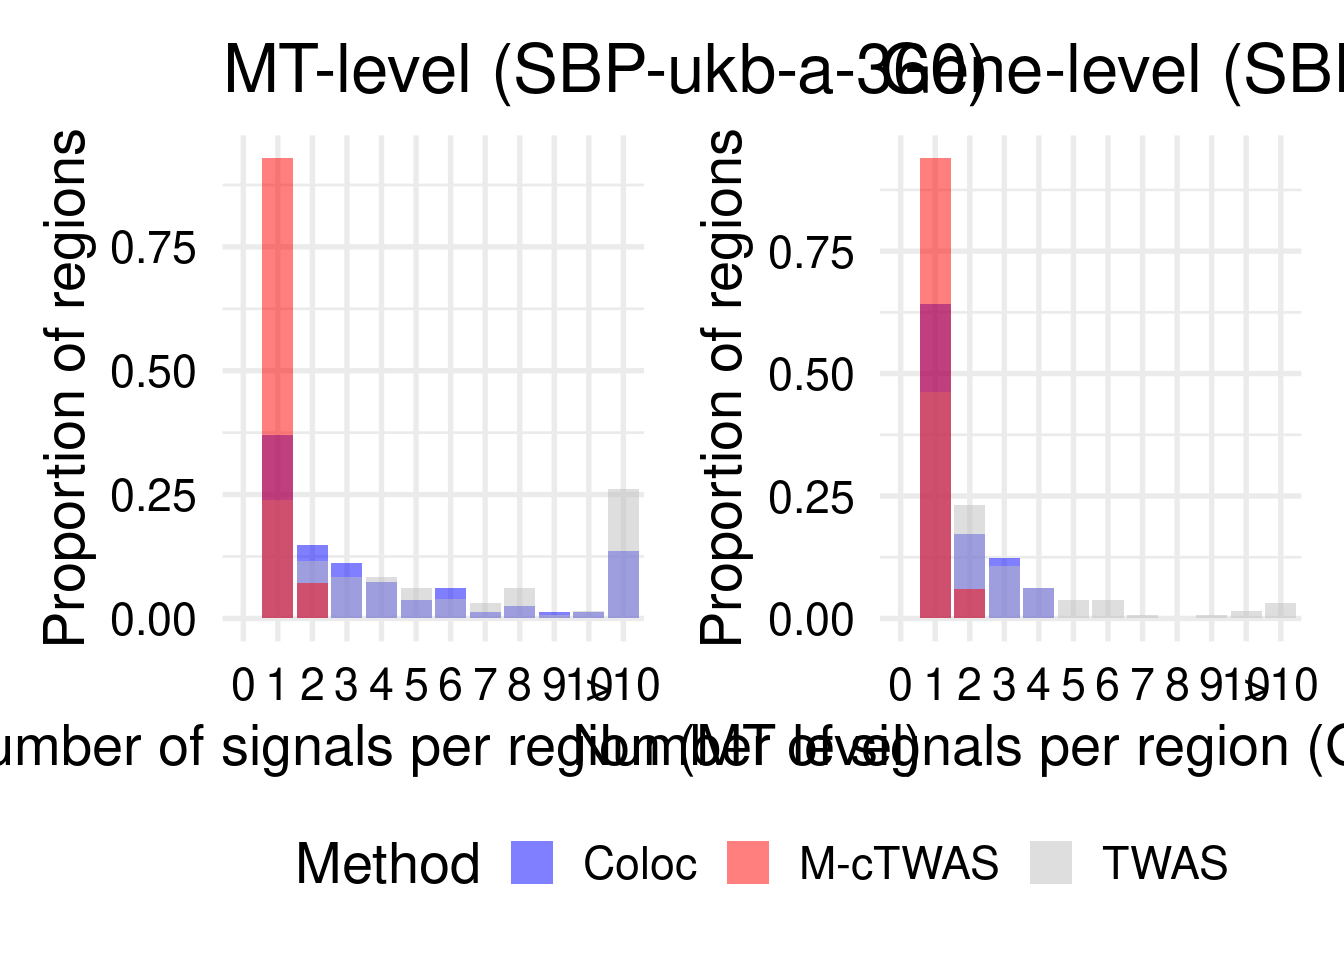 MT-level (SBP-ukb-a-360)
Gene-level (SB
Proportion of regions
0.75
0.50
0.25
0.00
0 1 2 3 4 5 6 7 8 9 10 >10
umber of signals per region (MT level)
Proportion of regions
0.75
0.50
0.25
0.00
0 1 2 3 4 5 6 7 8 9 10 >10
Number of signals per region (
Method Coloc M-cTWAS TWAS